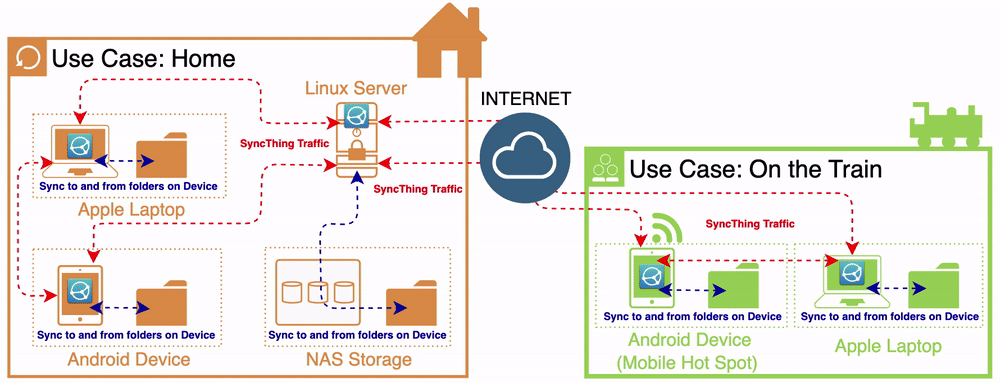 Use Case: Home
Linux Server
INTERNET
SyncThing Traffic
SyncThing Traffic
Sync to and from folders on Device
Apple Laptop
Sync to and from folders on Device
Android Device
Sync to and from folders on Device
NAS Storage
Use Case: On the Train
SyncThing Traffic
Sync to and from folders on Device
Android Device
(Mobile Hot Spot)
Sync to and from folders on Device
Apple Laptop